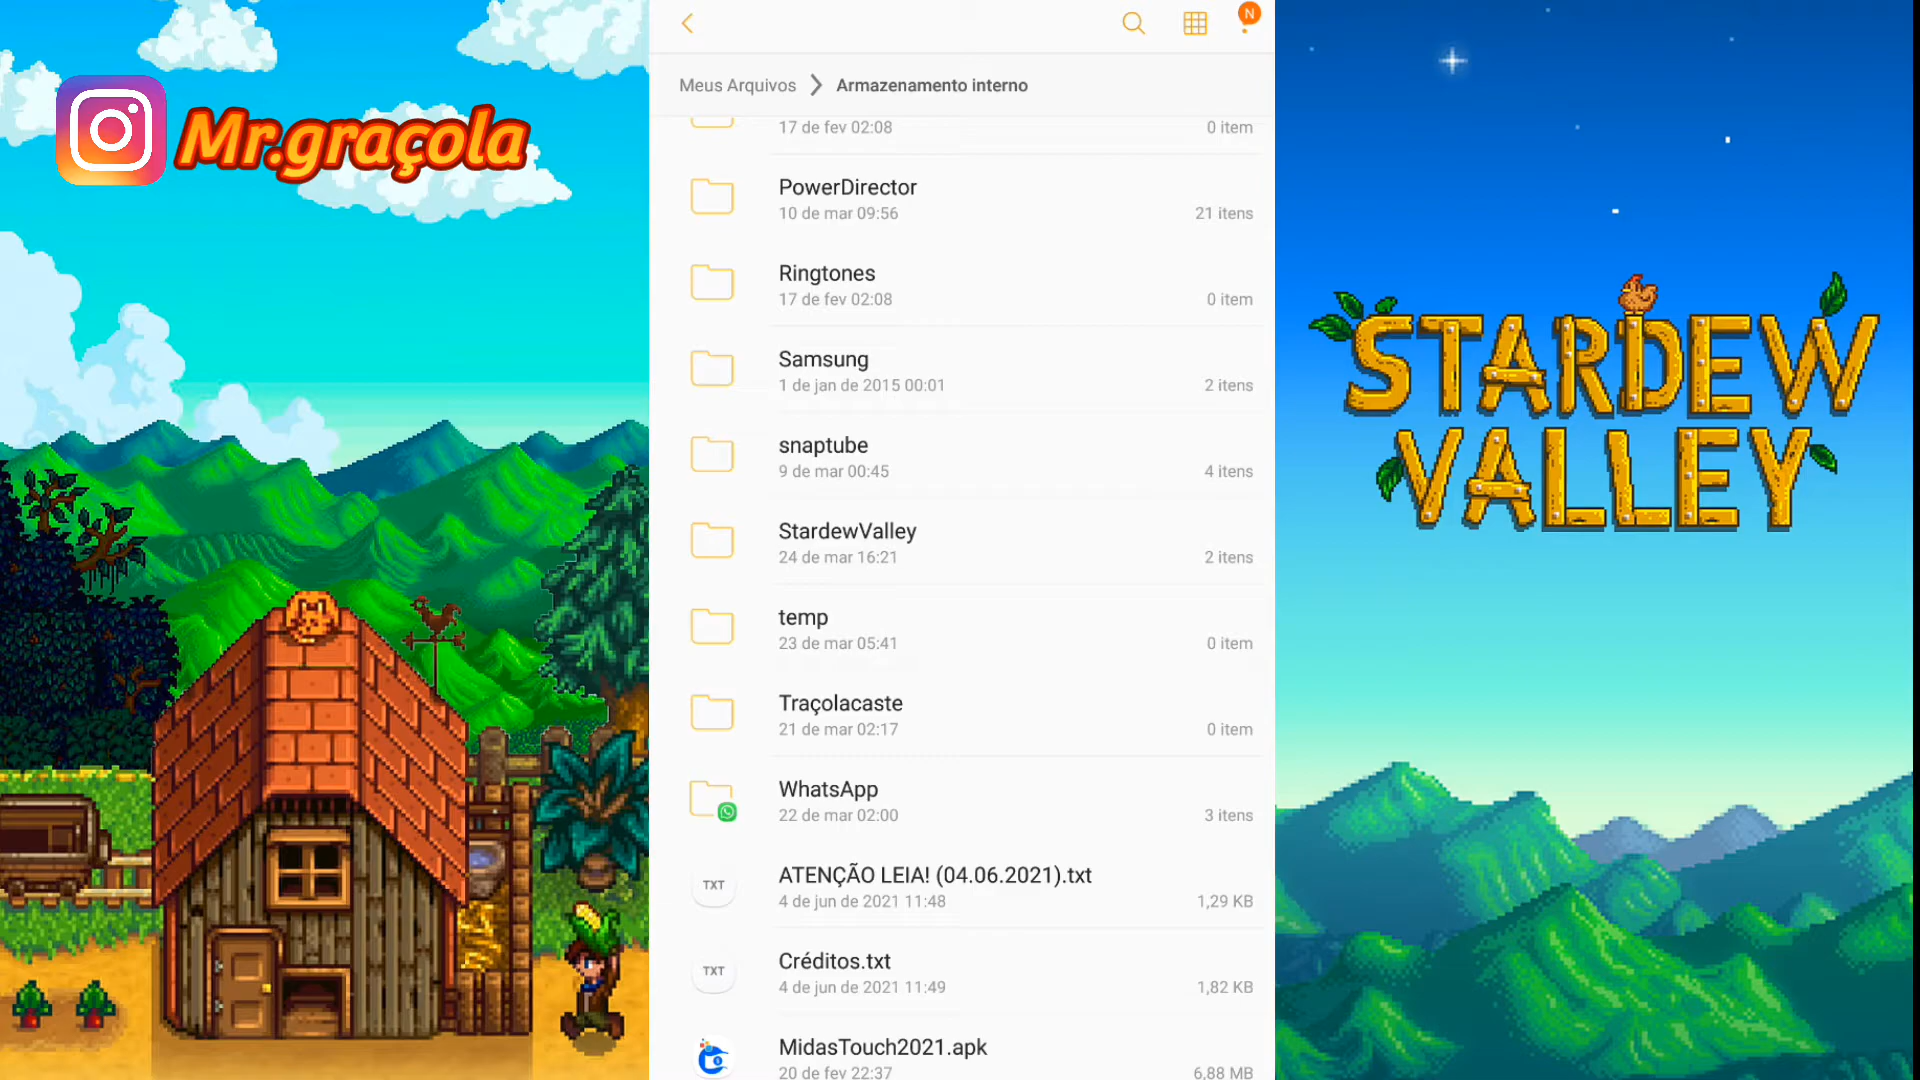 Mr.graçola
N
Meus Arquivos
Armazenamento interno
17 de fev 02:08
0 item
PowerDirector
10 de mar 09:56
21 itens
Ringtones
17 de fev 02:08
0 item
Samsung
1 de jan de 2015 00:01
2 itens
snaptube
9 de mar 00:45
4 itens
StardewValley
24 de mar 16:21
2 itens
temp
23 de mar 05:41
0 item
Traçolacaste
21 de mar 02:17
0 item
WhatsApp
22 de mar 02:00
3 itens
TXT
ATENÇÃO LEIA! (04.06.2021).txt
4 de jun de 2021 11:48
1,29 KB
TXT
Créditos.txt
4 de jun de 2021 11:49
1,82 KB
MidasTouch2021.apk
20 de fev 22:37
6,88 MB
STARDEW
VALLEY